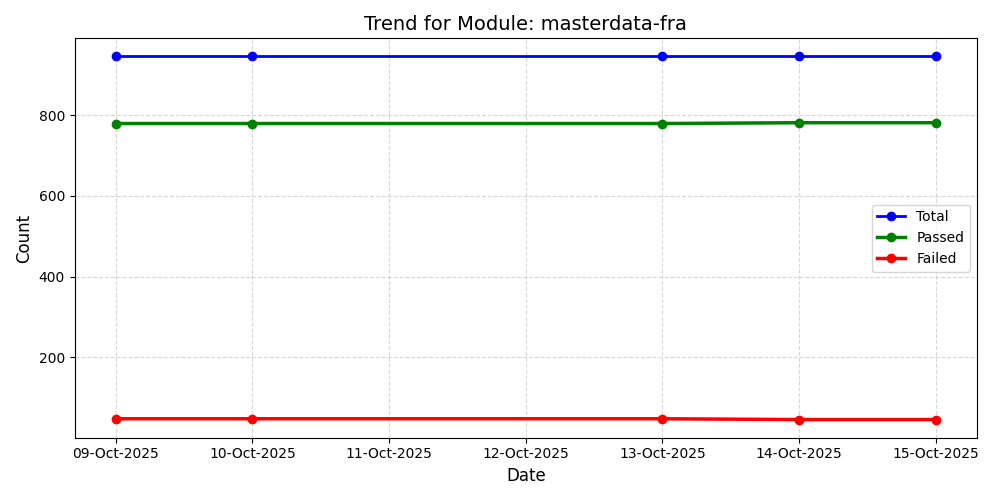 Trend for Module: masterdata-fra
Count
800
600
400
200
Total
Passed
Failed
09-Oct-2025
10-Oct-2025
11-Oct-2025
12-Oct-2025
13-Oct-2025
14-Oct-2025
15-Oct-2025
Date